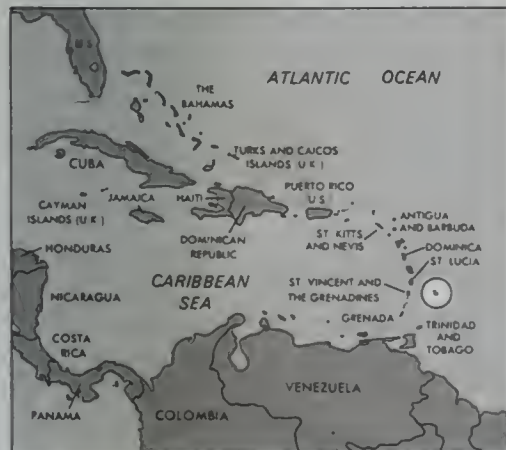 U.S.
ATLANTIC OCEAN
THE
BAHAMAS
TURKS AND CAICOS
ISLANDS (U.K.)
CUBA
CAYMAN
ISLANDS (U.K.)
JAMAICA
HAITI
PUERTO RICO
U.S.
DOMINICAN
REPUBLIC
ST. KITTS
AND NEVIS
ANTIGUA
AND BARBUDA
DOMINICA
ST. LUCIA
HONDURAS
CARIBBEAN
SEA
ST. VINCENT AND
THE GRENADINES
NICARAGUA
GRENADA
TRINIDAD
AND
TOBAGO
COSTA
RICA
VENEZUELA
PANAMA
COLOMBIA